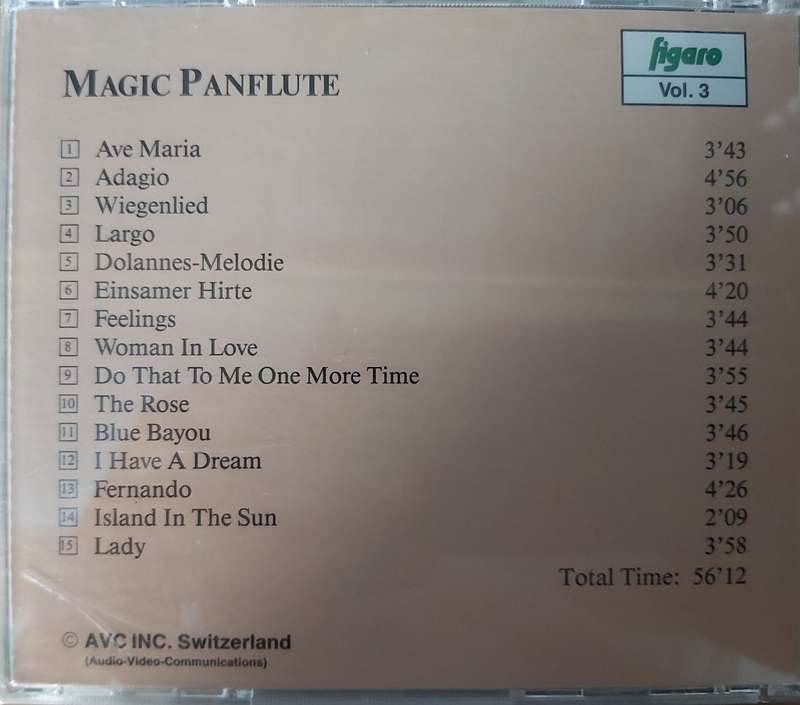 figaro
MAGIC PANFLUTE
Vol. 3
1 Ave Maria 3'43
2 Adagio 4'56
3 Wiegenlied 3'06
4 Largo 3'50
5 Dolannes-Melodie 3'31
6 Einsamer Hirte 4'20
7 Feelings 3'44
8 Woman In Love 3'44
9 Do That To Me One More Time 3'55
10 The Rose 3'45
11 Blue Bayou 3'46
12 I Have A Dream 3'19
13 Fernando 4'26
14 Island In The Sun 2'09
15 Lady 3'58
Total Time: 56'12
© AVC INC. Switzerland
(Audio-Video-Communications)